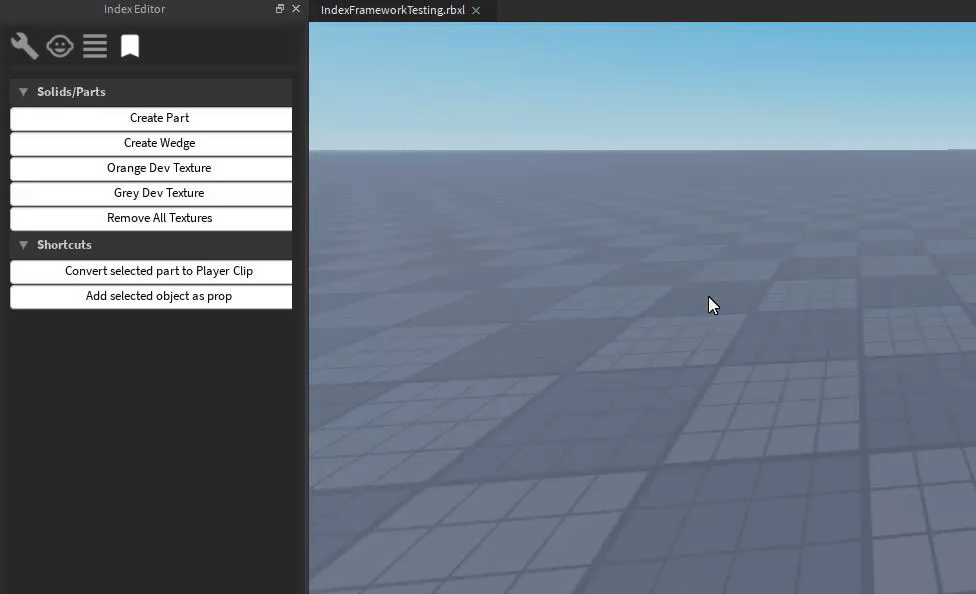 Index Editor
IndexFrameworkTesting.rbxl
Solids/Parts
Create Part
Create Wedge
Orange Dev Texture
Grey Dev Texture
Remove All Textures
Shortcuts
Convert selected part to Player Clip
Add selected object as prop